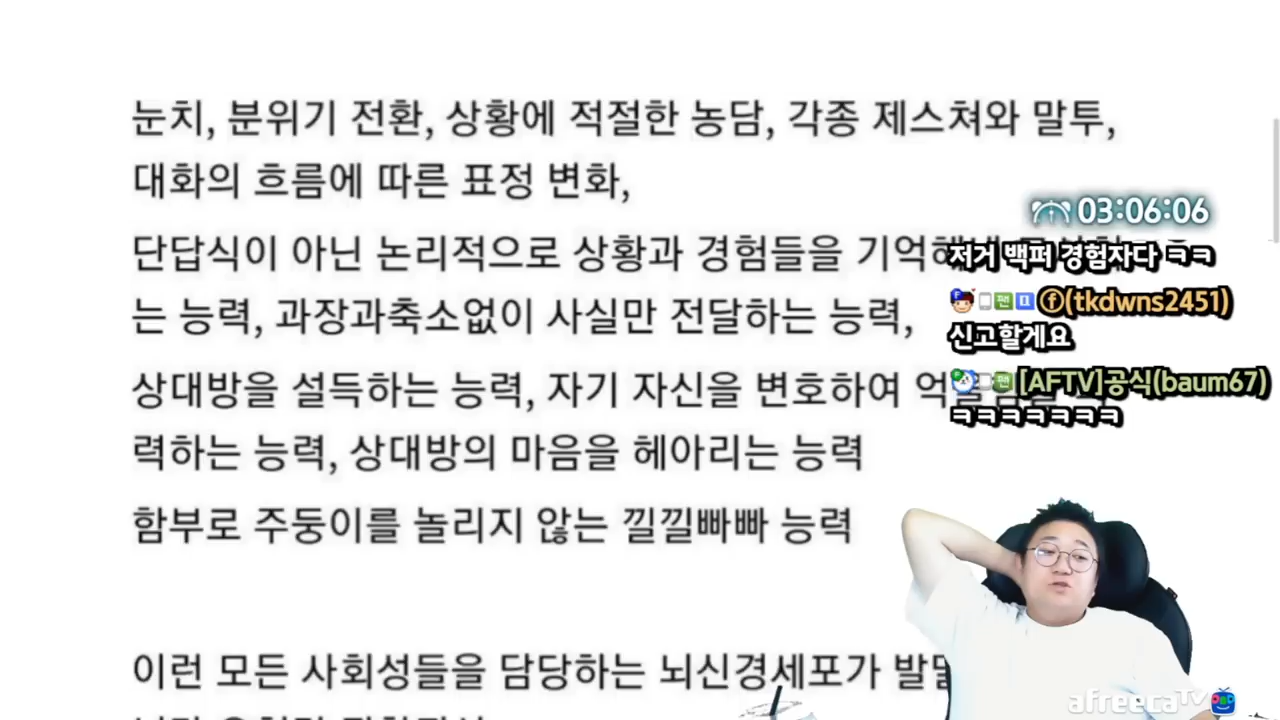 눈치, 분위기 전환, 상황에 적절한 농담, 각종 제스쳐와 말투,
대화의 흐름에 따른 표정 변화,
단답식이 아닌 논리적으로 상황과 경험들을 기억해
는 능력, 과장과축소없이 사실만 전달하는 능력,
상대방을 설득하는 능력, 자기 자신을 변호하여
력하는 능력, 상대방의 마음을 헤아리는 능력
함부로 주둥이를 놀리지 않는 낄낄빠빠 능력
이런 모든 사회성들을 담당하는 뇌신경세포가
03:06:06
저거 백퍼 경험자다 ㅋㅋ
팬 ⓕ(tkdwns2451)
신고할게요
팬 [AFTV]공식(baum67)
ㅋㅋㅋㅋㅋㅋㅋ
afreecaTV